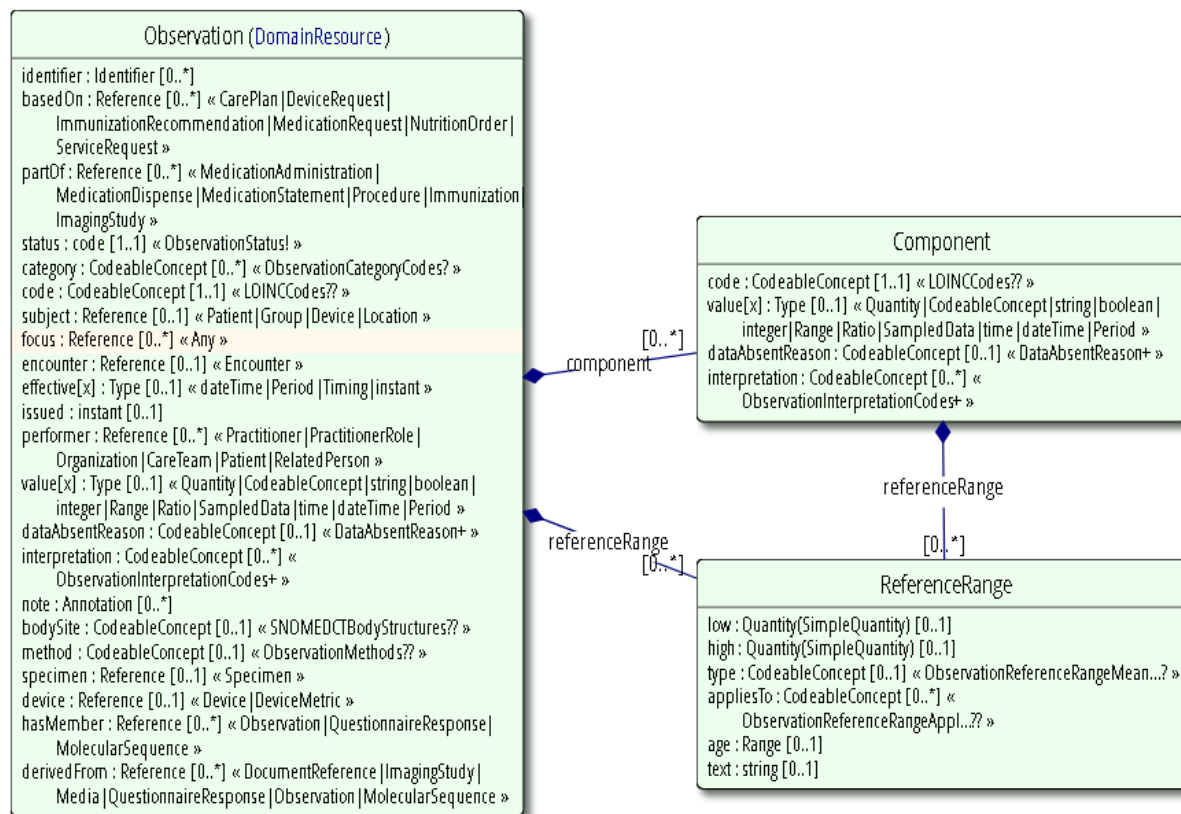 Observation (DomainResource)
identifier : Identifier [0..*]
basedOn : Reference [0..*] « CarePlan|DeviceRequest|
ImmunizationRecommendation|MedicationRequest|NutritionOrder|
ServiceRequest »
partOf : Reference [0..*] « MedicationAdministration|
MedicationDispense|MedicationStatement|Procedure|Immunization|
ImagingStudy »
status : code [1..1] « ObservationStatus! »
category : CodeableConcept [0..*] « ObservationCategoryCodes? »
code : CodeableConcept [1..1] « LOINCCodes?? »
subject : Reference [0..1] « Patient|Group|Device|Location »
focus : Reference [0..*] « Any »
encounter : Reference [0..1] « Encounter »
effective[x] : Type [0..1] « dateTime|Period|Timing|instant »
issued : instant [0..1]
performer : Reference [0..*] « Practitioner|PractitionerRole|
Organization|CareTeam|Patient|RelatedPerson »
value[x] : Type [0..1] « Quantity|CodeableConcept|string|boolean|
integer|Range|Ratio|SampledData|time|dateTime|Period »
dataAbsentReason : CodeableConcept [0..1] « DataAbsentReason+ »
interpretation : CodeableConcept [0..*] «
ObservationInterpretationCodes+ »
note : Annotation [0..*]
bodySite : CodeableConcept [0..1] « SNOMEDCTBodyStructures?? »
method : CodeableConcept [0..1] « ObservationMethods?? »
specimen : Reference [0..1] « Specimen »
device : Reference [0..1] « Device|DeviceMetric »
hasMember : Reference [0..*] « Observation|QuestionnaireResponse|
MolecularSequence »
derivedFrom : Reference [0..*] « DocumentReference|ImagingStudy|
Media|QuestionnaireResponse|Observation|MolecularSequence »
[0..*]
component
referenceRange
[0..*]
Component
code : CodeableConcept [1..1] « LOINCCodes?? »
value[x] : Type [0..1] « Quantity|CodeableConcept|string|boolean|
integer|Range|Ratio|SampledData|time|dateTime|Period »
dataAbsentReason : CodeableConcept [0..1] « DataAbsentReason+ »
interpretation : CodeableConcept [0..*] «
ObservationInterpretationCodes+ »
referenceRange
[0..*]
ReferenceRange
low : Quantity(SimpleQuantity) [0..1]
high : Quantity(SimpleQuantity) [0..1]
type : CodeableConcept [0..1] « ObservationReferenceRangeMean...? »
appliesTo : CodeableConcept [0..*] «
ObservationReferenceRangeAppl...?? »
age : Range [0..1]
text : string [0..1]